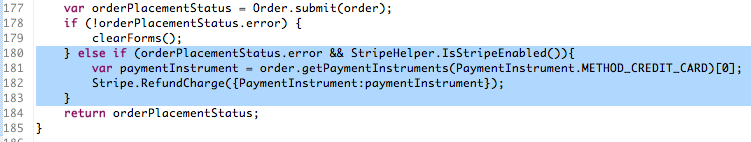 177 var orderPlacementStatus = Order.submit(order);
178 if (!orderPlacementStatus.error) {
179 clearForms();
180 } else if (orderPlacementStatus.error && StripeHelper.IsStripeEnabled()){
181 var paymentInstrument = order.getPaymentInstruments(PaymentInstrument.METHOD_CREDIT_CARD)[0];
182 Stripe.RefundCharge({PaymentInstrument:paymentInstrument});
183 }
184 return orderPlacementStatus;
185 }